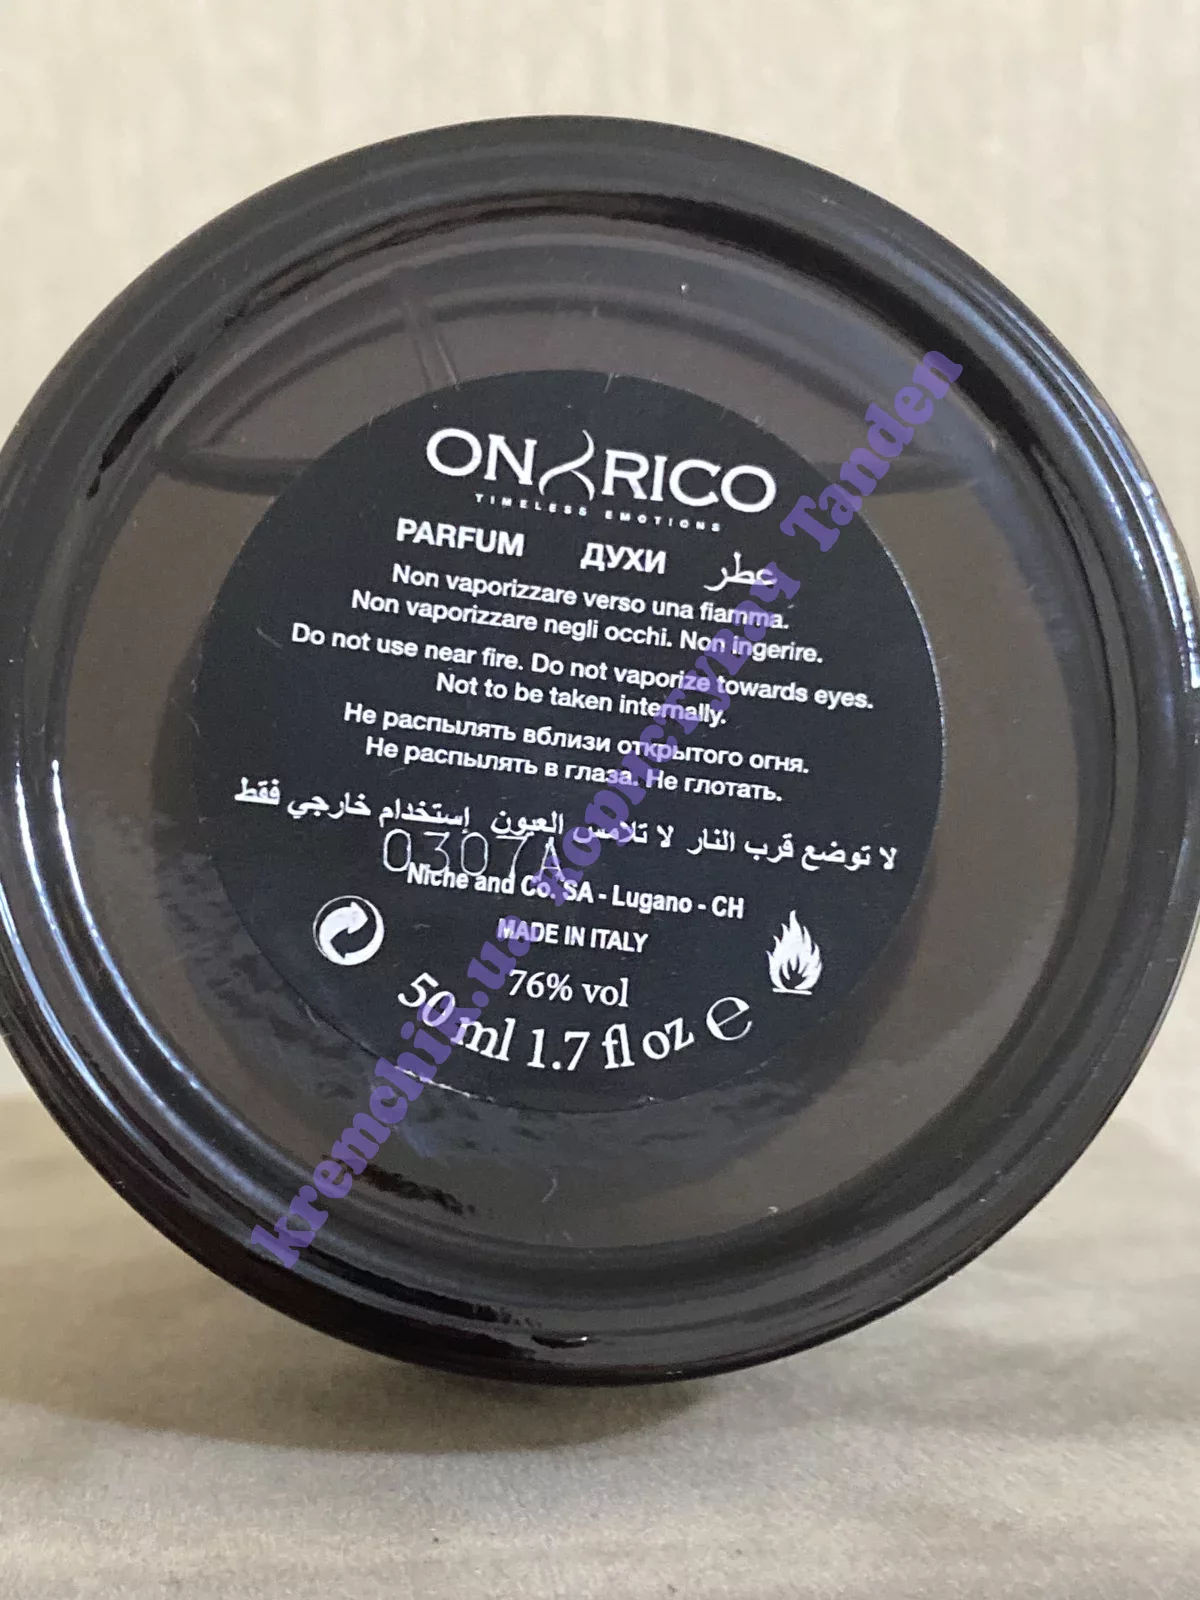 ONYRICO
TIMELESS EMOTIONS
PARFUM ДУХИ عطر
Non vaporizzare verso una fiamma.
Non vaporizzare negli occhi. Non ingerire.
Do not use near fire. Do not vaporize towards eyes.
Not to be taken internally.
Не распылять вблизи открытого огня.
Не распылять в глаза. Не глотать.
لا توضع قرب النار لا تلامس العيون إستخدام خارجي فقط
0307A
Niche and Co. SA - Lugano - CH
MADE IN ITALY
76% vol
50 ml 1.7 fl oz ℮
kremchik.ua користувач Tanden